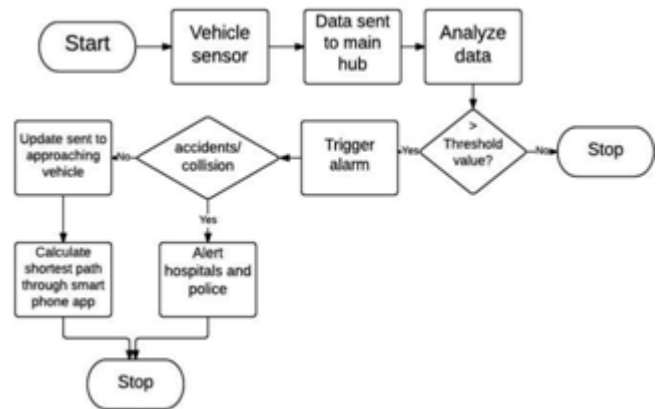 Start
Vehicle
sensor
Data sent
to main
hub
Analyze
data
>
Threshold
value?
No
Stop
Yes
Trigger
alarm
accidents/
collision
No
Update sent to
approaching
vehicle
Yes
Calculate
shortest path
through smart
phone app
Alert
hospitals and
police
Stop